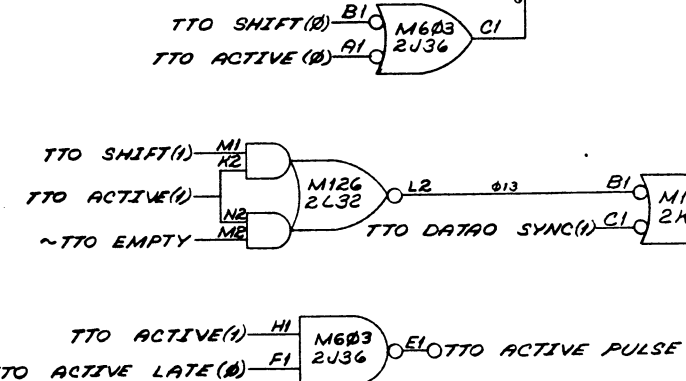 TTO SHIFT(Ø) B1
M6Ø3
2J36
C1
TTO ACTIVE(Ø) A1
TTO SHIFT(1) M1
K2
TTO ACTIVE(1)
M126
2L32
L2
Ø13
B1
N2
~TTO EMPTY M2
TTO DATAO SYNC(1) C1
TTO ACTIVE(1) H1
M6Ø3
2J36
E1
TTO ACTIVE PULSE
ACTIVE LATE(Ø) F1